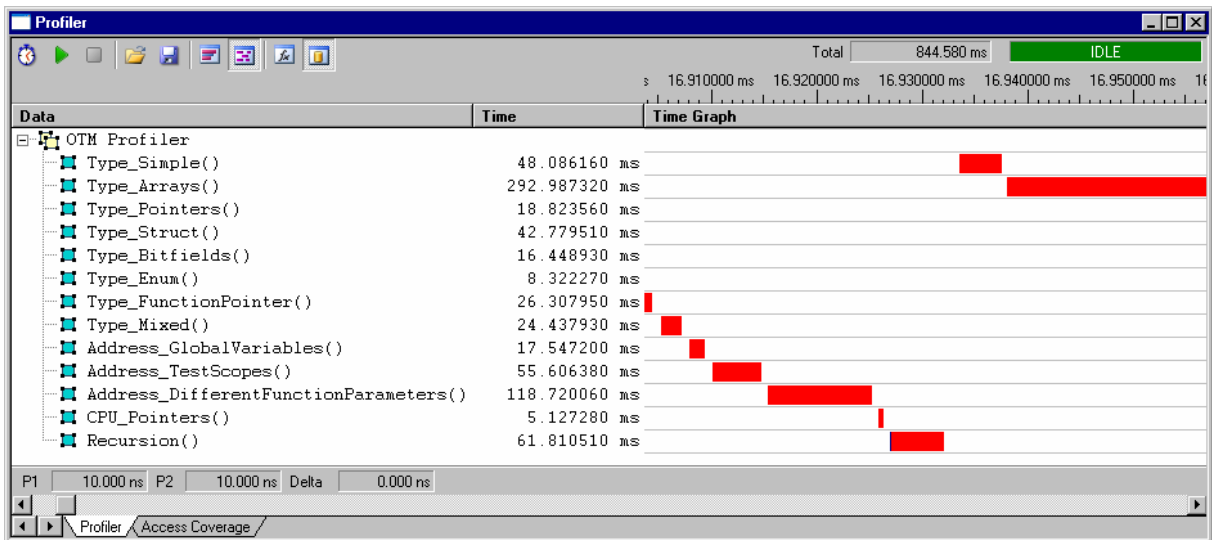 Profiler
Total 844.580 ms IDLE
s 16.910000 ms 16.920000 ms 16.930000 ms 16.940000 ms 16.950000 ms 16
Data Time Time Graph
OTM Profiler
Type_Simple() 48.086160 ms
Type_Arrays() 292.987320 ms
Type_Pointers() 18.823560 ms
Type_Struct() 42.779510 ms
Type_Bitfields() 16.448930 ms
Type_Enum() 8.322270 ms
Type_FunctionPointer() 26.307950 ms
Type_Mixed() 24.437930 ms
Address_GlobalVariables() 17.547200 ms
Address_TestScopes() 55.606380 ms
Address_DifferentFunctionParameters() 118.720060 ms
CPU_Pointers() 5.127280 ms
Recursion() 61.810510 ms
P1 10.000 ns P2 10.000 ns Delta 0.000 ns
Profiler Access Coverage